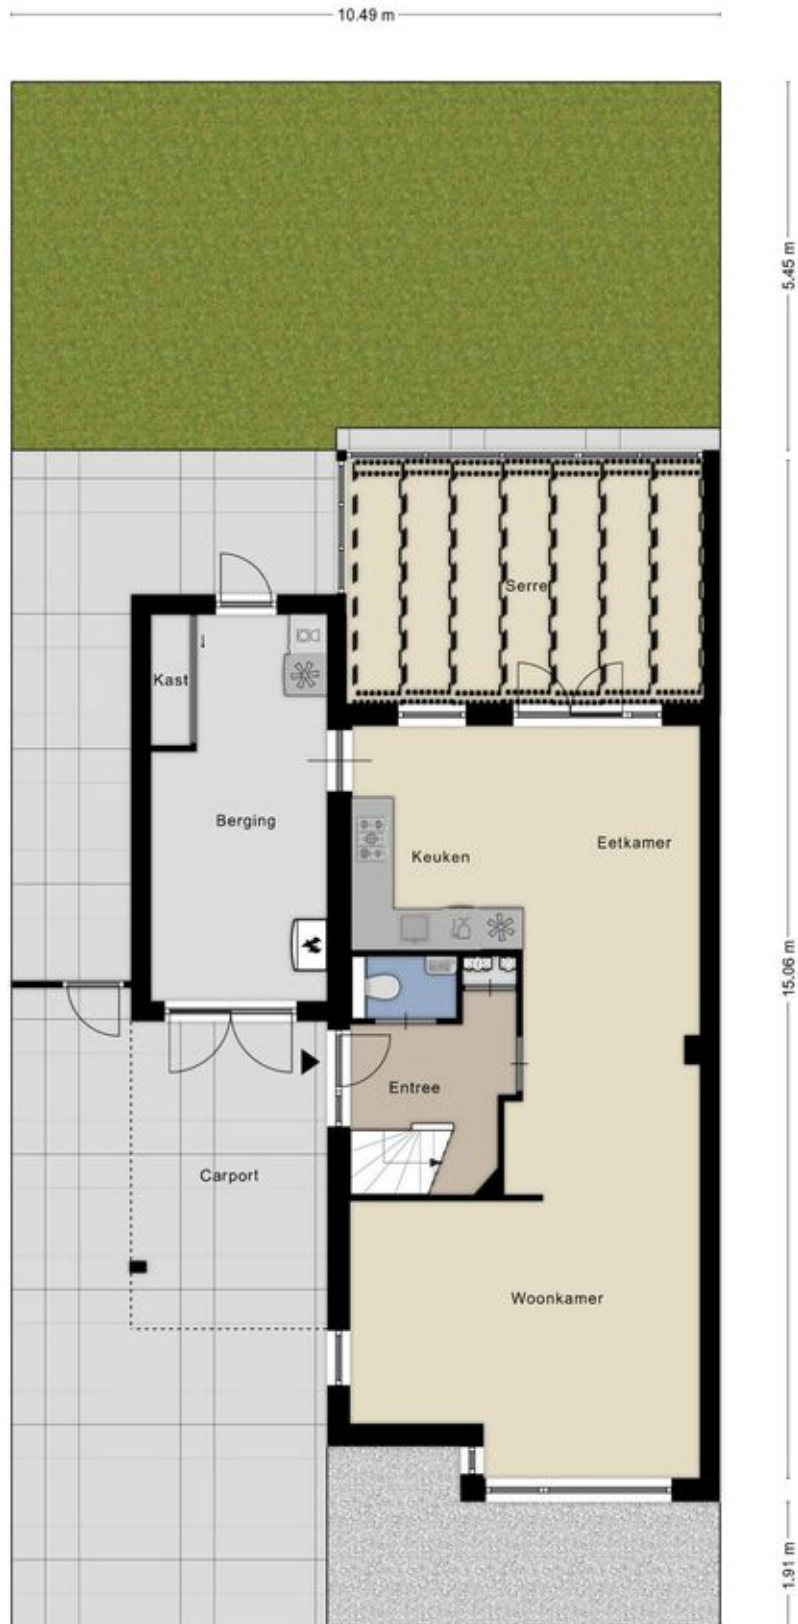 10.49 m
5.45 m
Serre
Kast
Berging
Eetkamer
Keuken
15.06 m
Entree
Carport
Woonkamer
1.91 m